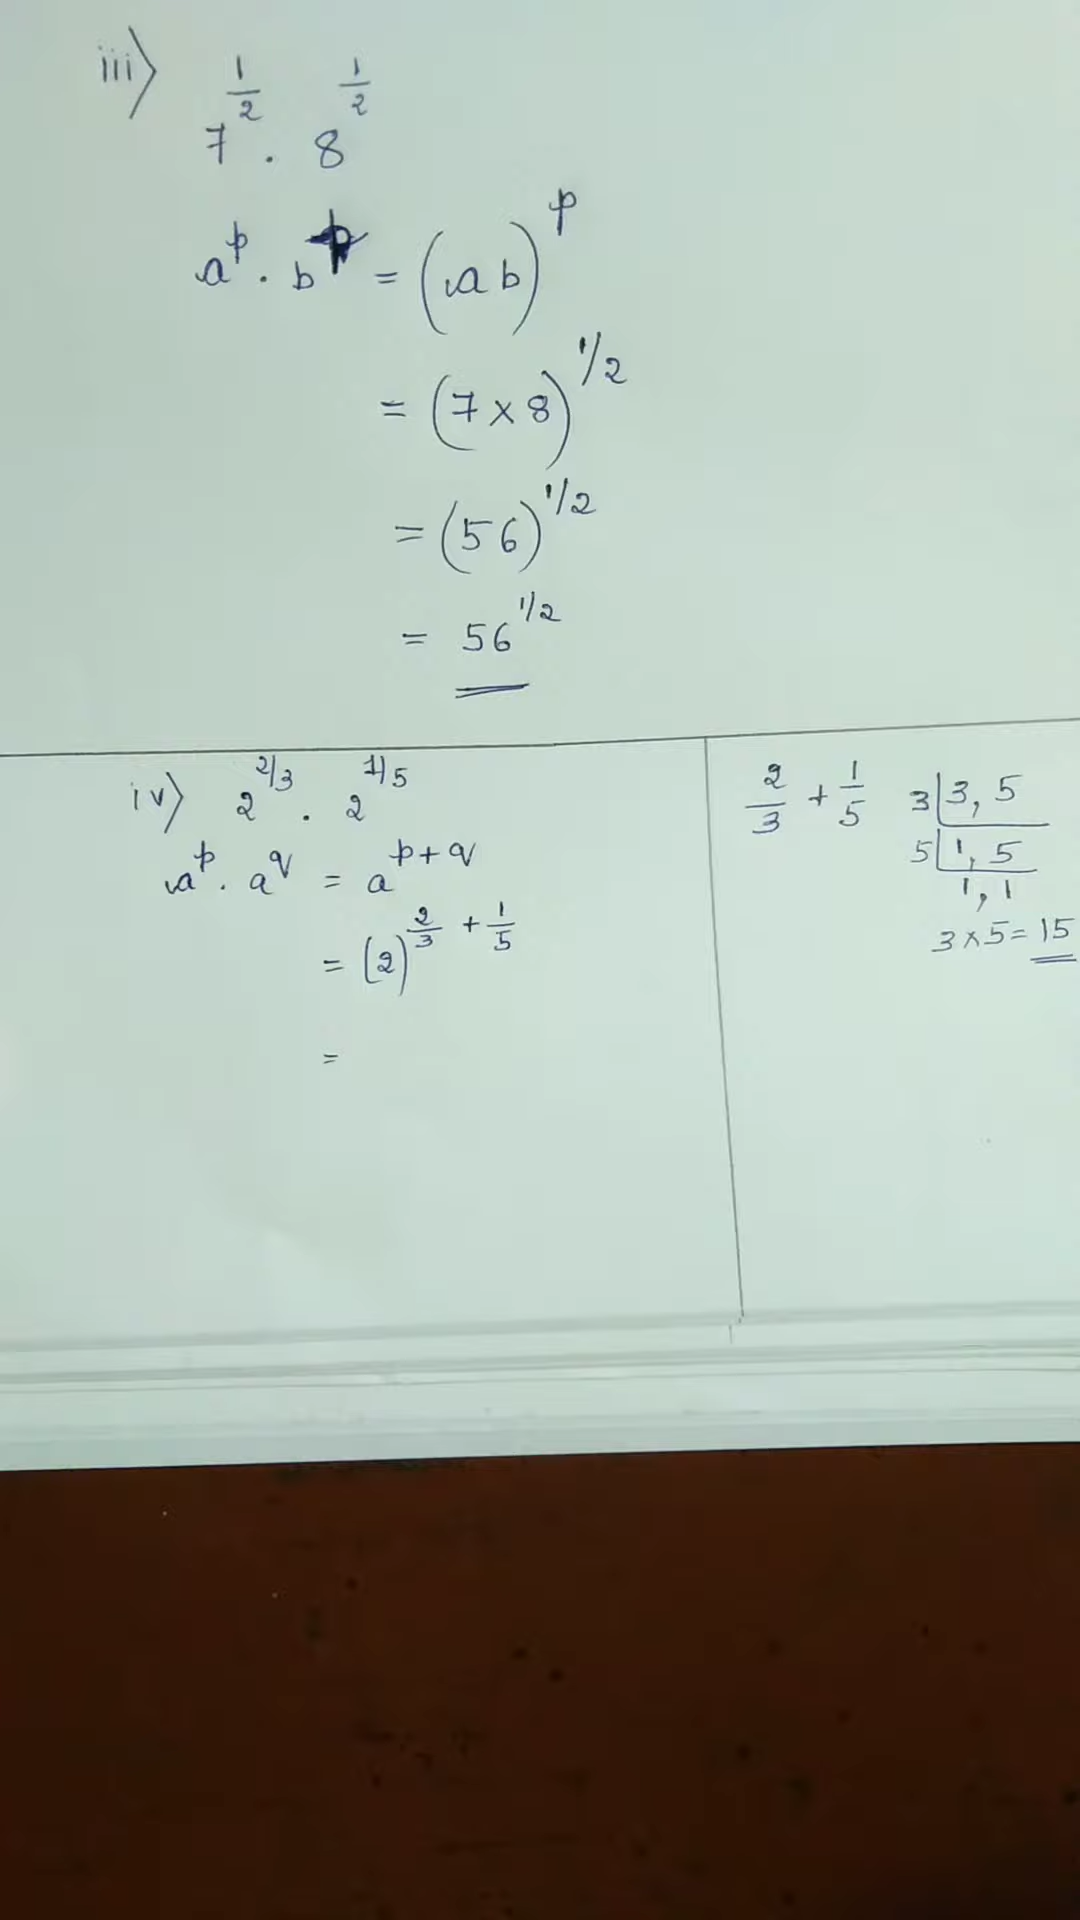 iii) 7^{1/2} . 8^{1/2}
a^p . b^p = (ab)^p
= (7 × 8)^{1/2}
= (56)^{1/2}
= 56^{1/2}
iv) 2^{2/3} . 2^{1/5}
a^p . a^q = a^{p+q}
= (2)^{2/3 + 1/5}
=
2/3 + 1/5
3 | 3, 5
5 | 1, 5
1, 1
3 × 5 = 15